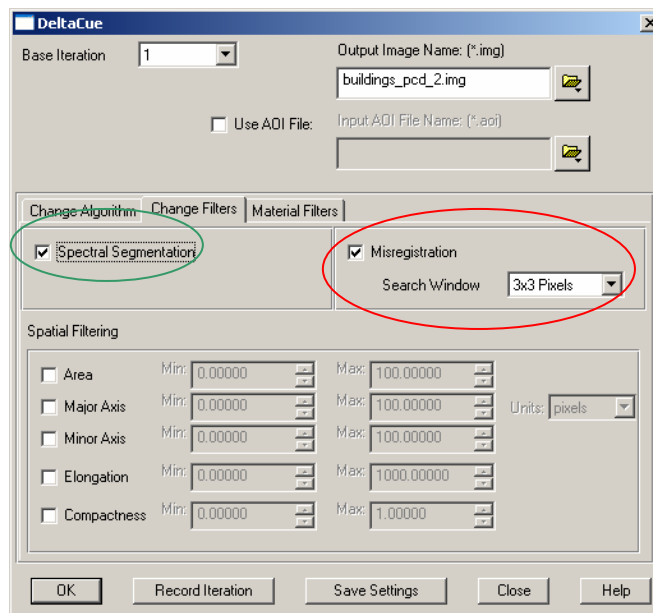 DeltaCue
Base Iteration 1
Output Image Name: (*.img)
buildings_pcd_2.img
Use AOI File:
Input AOI File Name: (*.aoi)
Change Algorithm Change Filters Material Filters
Spectral Segmentation
Misregistration
Search Window 3x3 Pixels
Spatial Filtering
Area Min: 0.00000 Max: 100.00000
Major Axis Min: 0.00000 Max: 100.00000 Units: pixels
Minor Axis Min: 0.00000 Max: 100.00000
Elongation Min: 0.00000 Max: 1000.00000
Compactness Min: 0.00000 Max: 1.00000
OK Record Iteration Save Settings Close Help